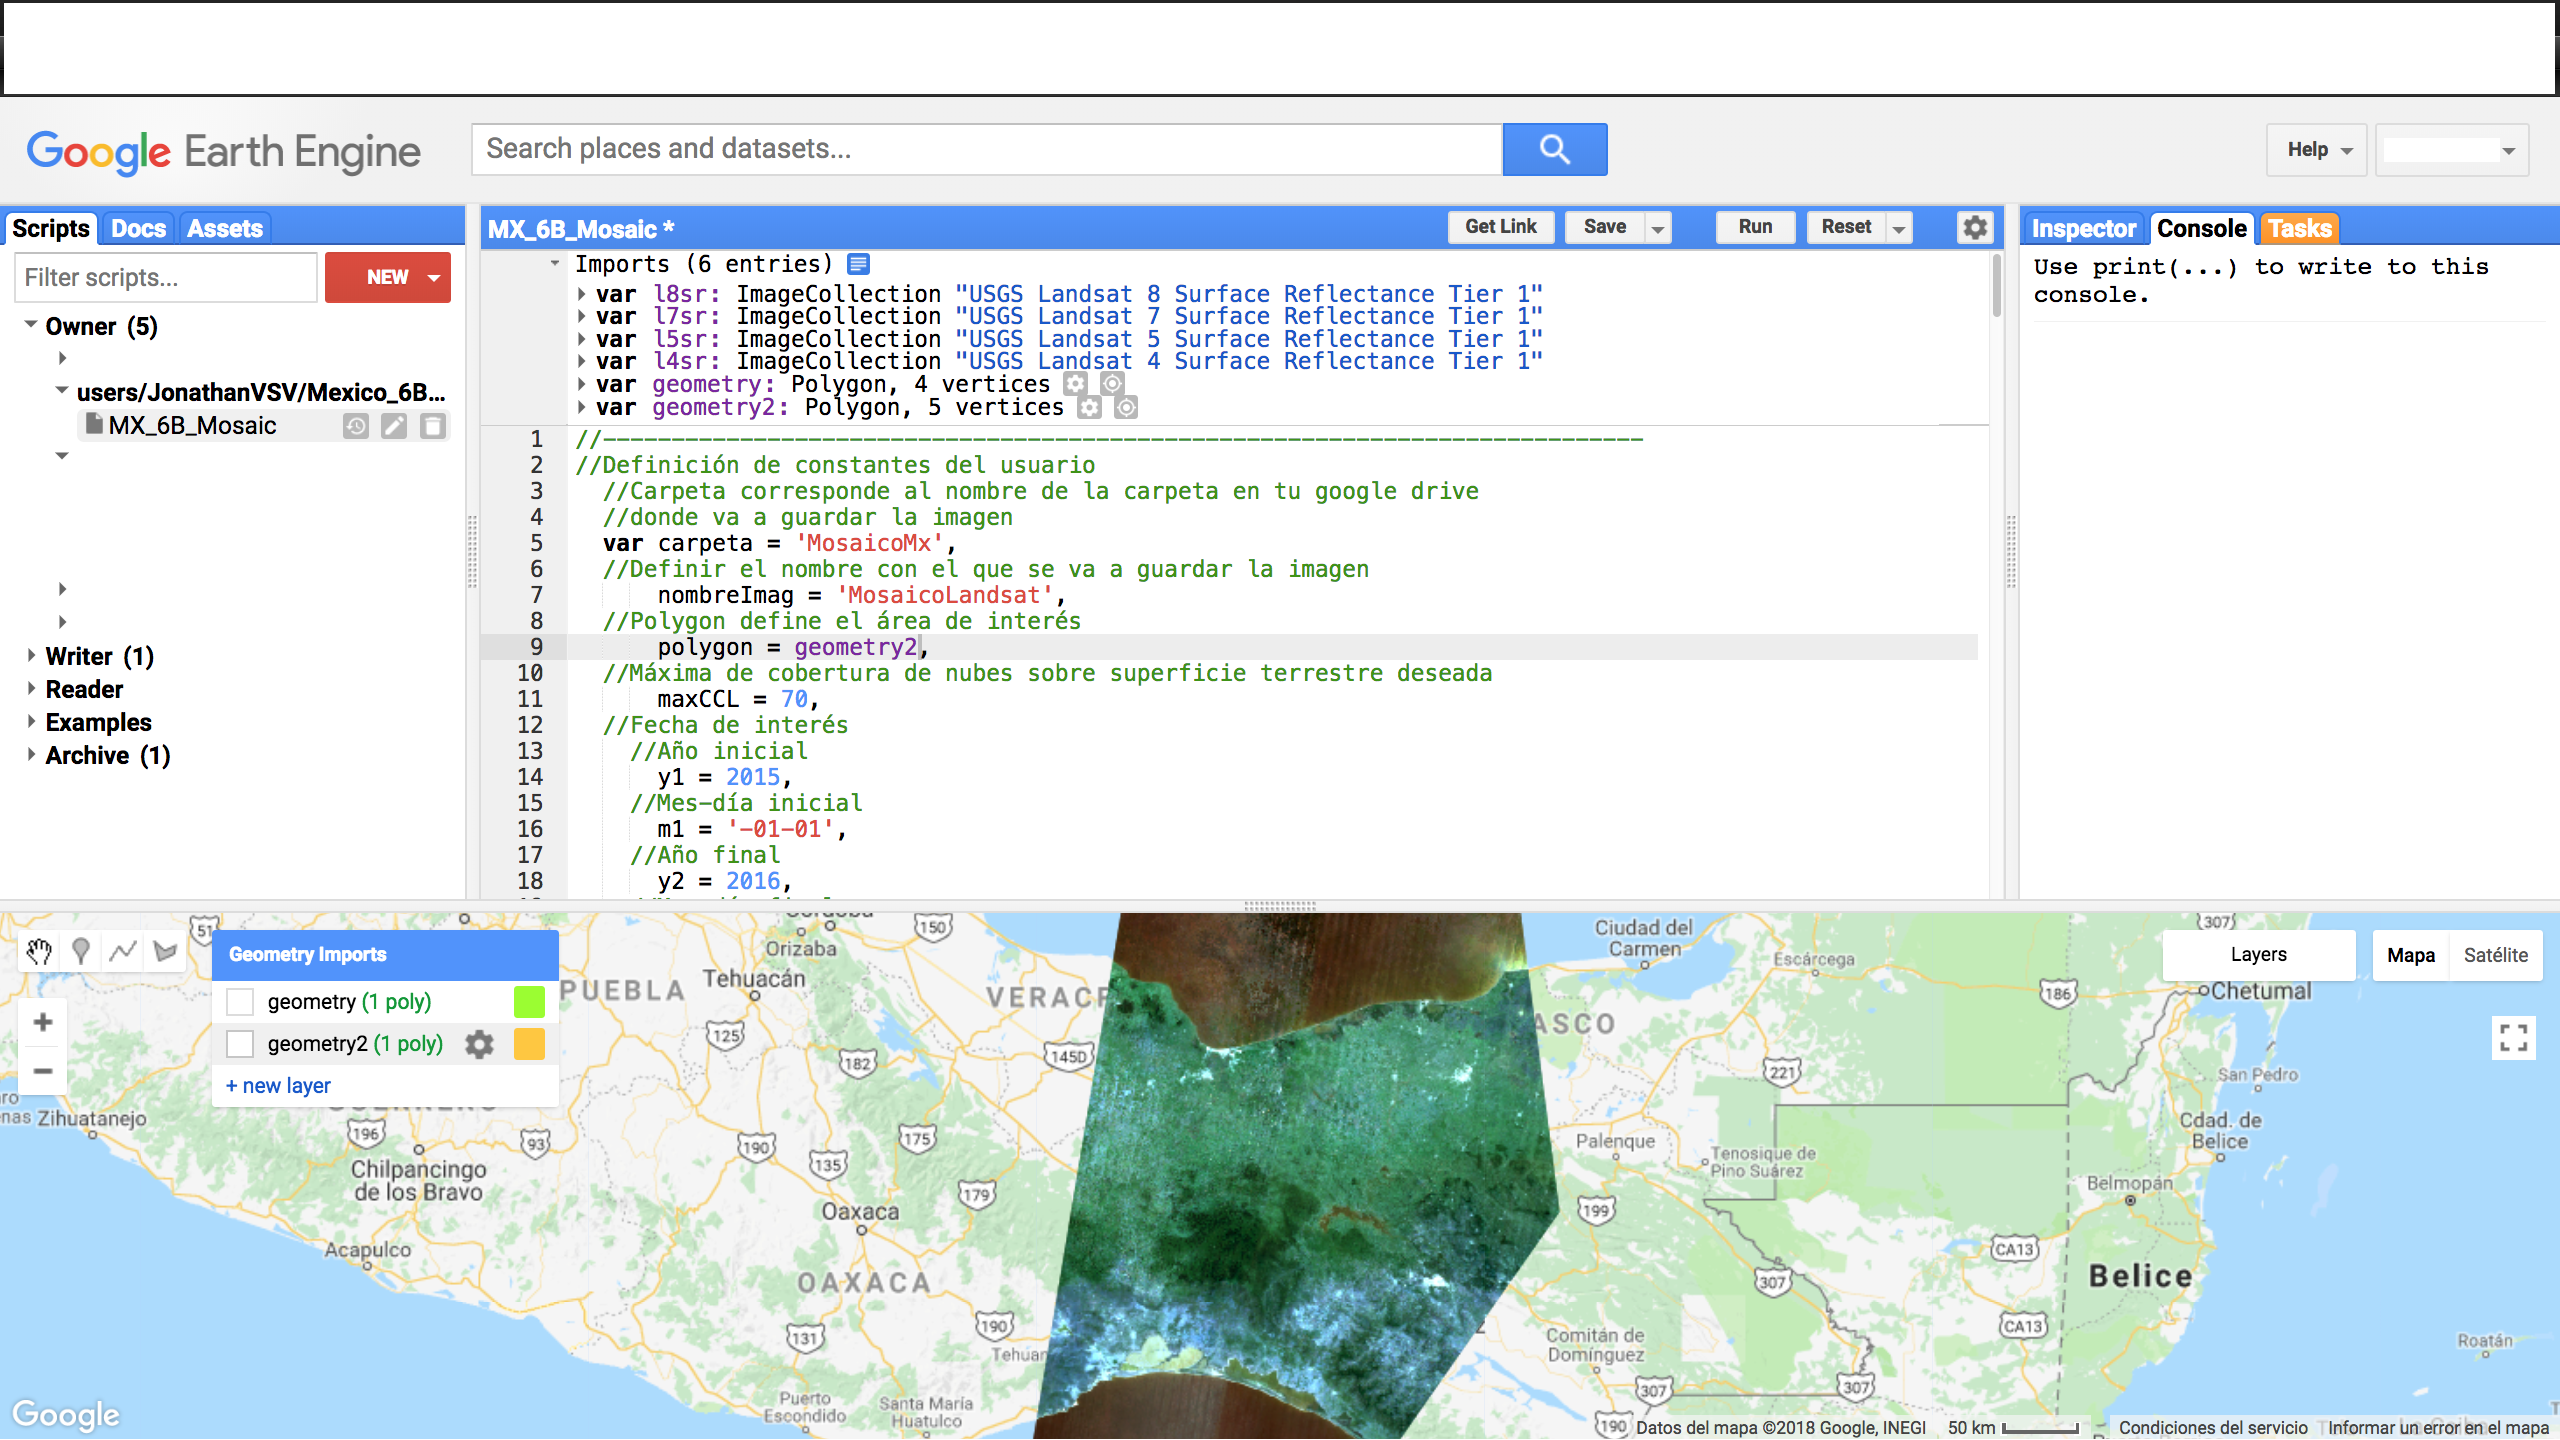 Google Earth Engine
Search places and datasets...
Help
Scripts Docs Assets
Filter scripts...
NEW
Owner (5)
users/JonathanVSV/Mexico_6B...
MX_6B_Mosaic
Writer (1)
Reader
Examples
Archive (1)
MX_6B_Mosaic *
Get Link Save Run Reset
Imports (6 entries)
var l8sr: ImageCollection "USGS Landsat 8 Surface Reflectance Tier 1"
var l7sr: ImageCollection "USGS Landsat 7 Surface Reflectance Tier 1"
var l5sr: ImageCollection "USGS Landsat 5 Surface Reflectance Tier 1"
var l4sr: ImageCollection "USGS Landsat 4 Surface Reflectance Tier 1"
var geometry: Polygon, 4 vertices
var geometry2: Polygon, 5 vertices
1 //----------------------------------------------------------------------------
2 //Definición de constantes del usuario
3 //Carpeta corresponde al nombre de la carpeta en tu google drive
4 //donde va a guardar la imagen
5 var carpeta = 'MosaicoMx',
6 //Definir el nombre con el que se va a guardar la imagen
7 nombreImag = 'MosaicoLandsat',
8 //Polygon define el área de interés
9 polygon = geometry2,
10 //Máxima de cobertura de nubes sobre superficie terrestre deseada
11 maxCCL = 70,
12 //Fecha de interés
13 //Año inicial
14 y1 = 2015,
15 //Mes-día inicial
16 m1 = '-01-01',
17 //Año final
18 y2 = 2016,
Inspector Console Tasks
Use print(...) to write to this
console.
Geometry Imports
geometry (1 poly)
geometry2 (1 poly)
+ new layer
Layers
Mapa Satélite
51
150
Orizaba
Tehuacán
PUEBLA
VERACR
125
182
145D
Zihuatanejo
196
93
190
135
175
179
Chilpancingo
de los Bravo
Oaxaca
Acapulco
OAXACA
190
131
Tehuan
Puerto
Escondido
Santa María
Huatulco
Ciudad del
Carmen
Escárcega
307
186
Chetumal
ASCO
221
San Pedro
Cdad. de
Belice
Palenque
Tenosique de
Pino Suárez
199
Belmopán
CA13
307
Belice
CA13
Comitán de
Domínguez
Roatán
307
307
190
Google
Datos del mapa ©2018 Google, INEGI 50 km Condiciones del servicio Informar un error en el mapa